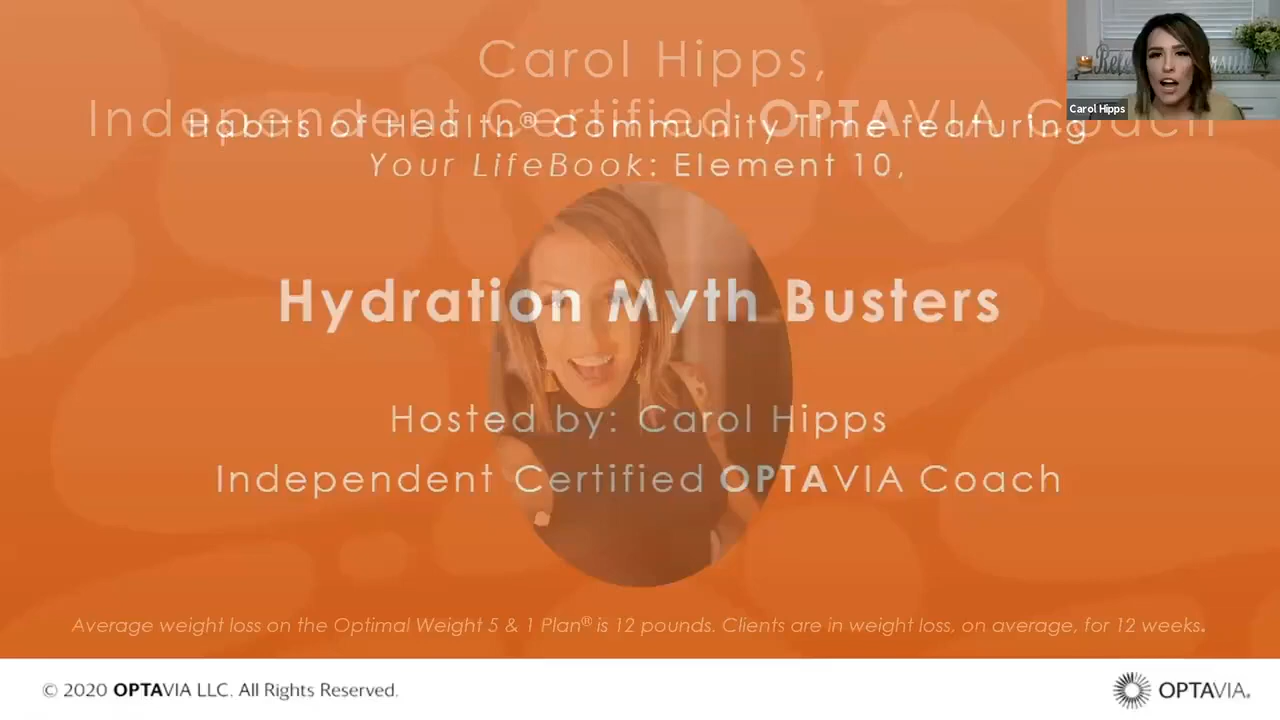 Carol Hipps,
Independent Certified OPTAVIA Coach
Habits of Health® Community Time featuring
Your LifeBook: Element 10,
Hydration Myth Busters
Hosted by: Carol Hipps
Independent Certified OPTAVIA Coach
Average weight loss on the Optimal Weight 5 & 1 Plan® is 12 pounds. Clients are in weight loss, on average, for 12 weeks.
© 2020 OPTAVIA LLC. All Rights Reserved.
OPTAVIA®
Carol Hipps